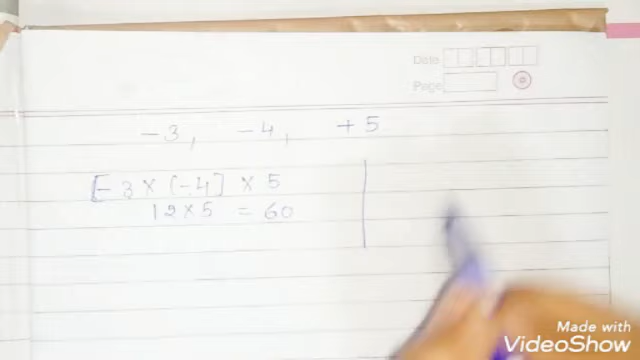 Date
Page
-3, -4, +5
[-3 × (-4] × 5
12 × 5 = 60
Made with
VideoShow